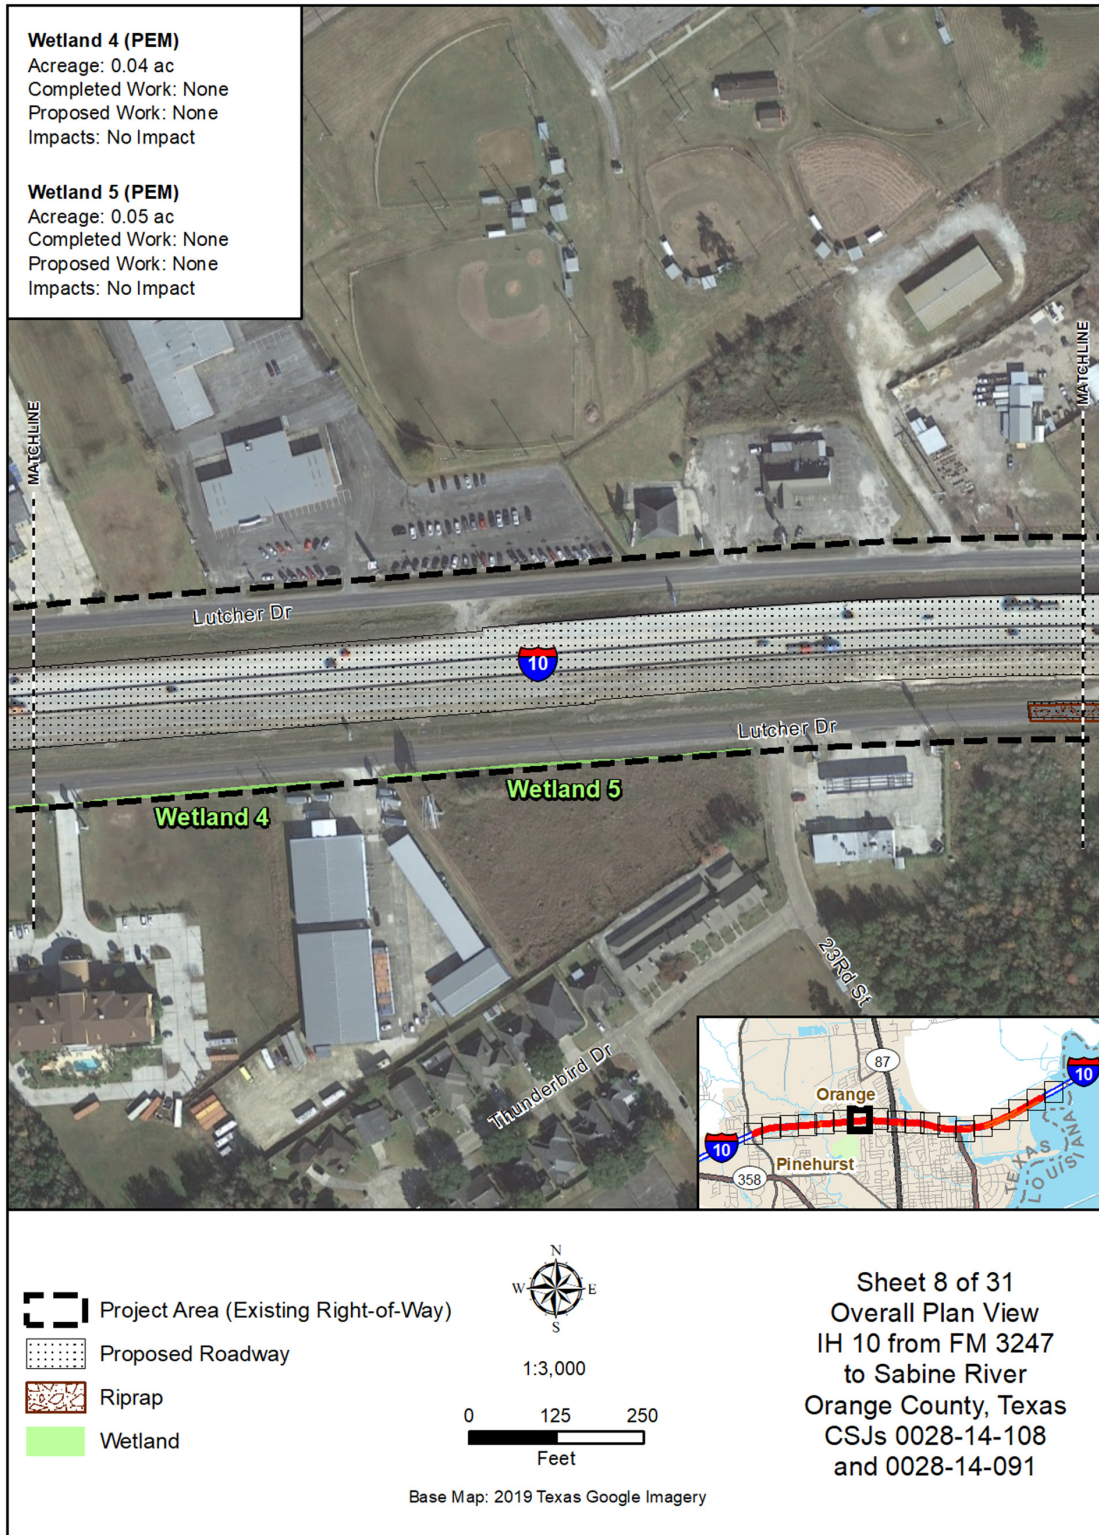 Wetland 4 (PEM)
Acreage: 0.04 ac
Completed Work: None
Proposed Work: None
Impacts: No Impact
Wetland 5 (PEM)
Acreage: 0.05 ac
Completed Work: None
Proposed Work: None
Impacts: No Impact
MATCHLINE
MATCHLINE
Lutcher Dr
10
Lutcher Dr
Wetland 4
Wetland 5
23Rd St
Thunderbird Dr
87
10
Orange
10
Pinehurst
358
TEXAS
LOUISIANA
N
W E
S
Project Area (Existing Right-of-Way)
Proposed Roadway
Riprap
Wetland
1:3,000
0 125 250
Feet
Base Map: 2019 Texas Google Imagery
Sheet 8 of 31
Overall Plan View
IH 10 from FM 3247
to Sabine River
Orange County, Texas
CSJs 0028-14-108
and 0028-14-091